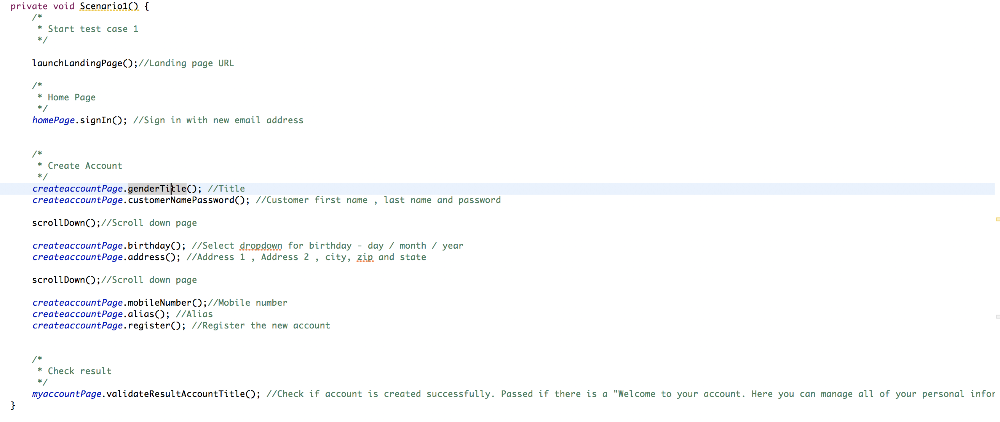 private void Scenario1() {
/*
* Start test case 1
*/
launchLandingPage();//Landing page URL
/*
* Home Page
*/
homePage.signIn(); //Sign in with new email address
/*
* Create Account
*/
createaccountPage.genderTitle(); //Title
createaccountPage.customerNamePassword(); //Customer first name , last name and password
scrollDown();//Scroll down page
createaccountPage.birthday(); //Select dropdown for birthday - day / month / year
createaccountPage.address(); //Address 1 , Address 2 , city, zip and state
scrollDown();//Scroll down page
createaccountPage.mobileNumber();//Mobile number
createaccountPage.alias(); //Alias
createaccountPage.register(); //Register the new account
/*
* Check result
*/
myaccountPage.validateResultAccountTitle(); //Check if account is created successfully. Passed if there is a "Welcome to your account. Here you can manage all of your personal infor
}